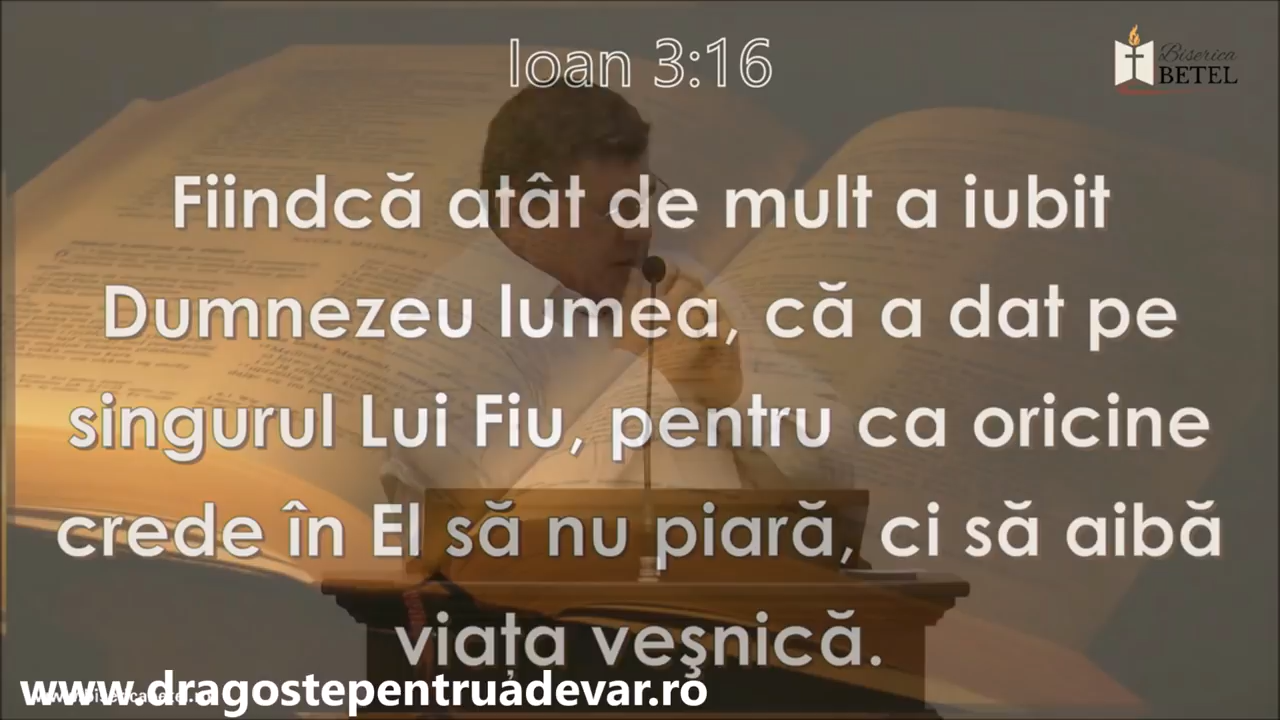 Ioan 3:16
Biserica
BETEL
Fiindcă atât de mult a iubit
Dumnezeu lumea, că a dat pe
singurul Lui Fiu, pentru ca oricine
crede în El să nu piară, ci să aibă
viața veşnică.
www.dragostepentruadevar.ro